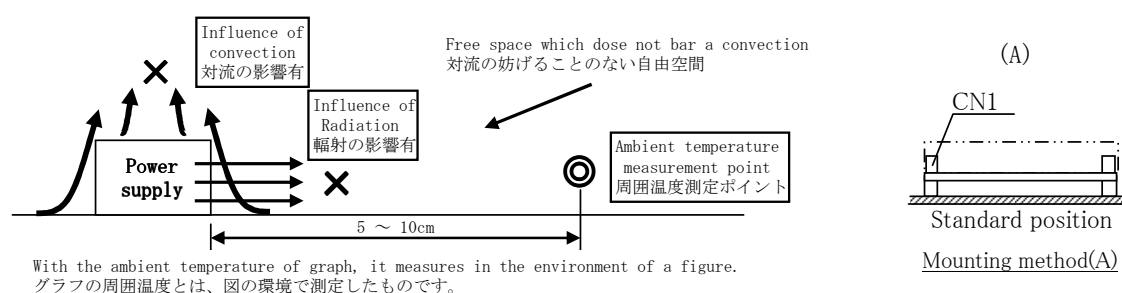 Influence of
convection
対流の影響有
Free space which dose not bar a convection
対流の妨げることのない自由空間
Influence of
Radiation
輻射の影響有
Power
supply
Ambient temperature
measurement point
周囲温度測定ポイント
5 ～ 10cm
With the ambient temperature of graph, it measures in the environment of a figure.
グラフの周囲温度とは、図の環境で測定したものです。
(A)
CN1
Standard position
Mounting method(A)